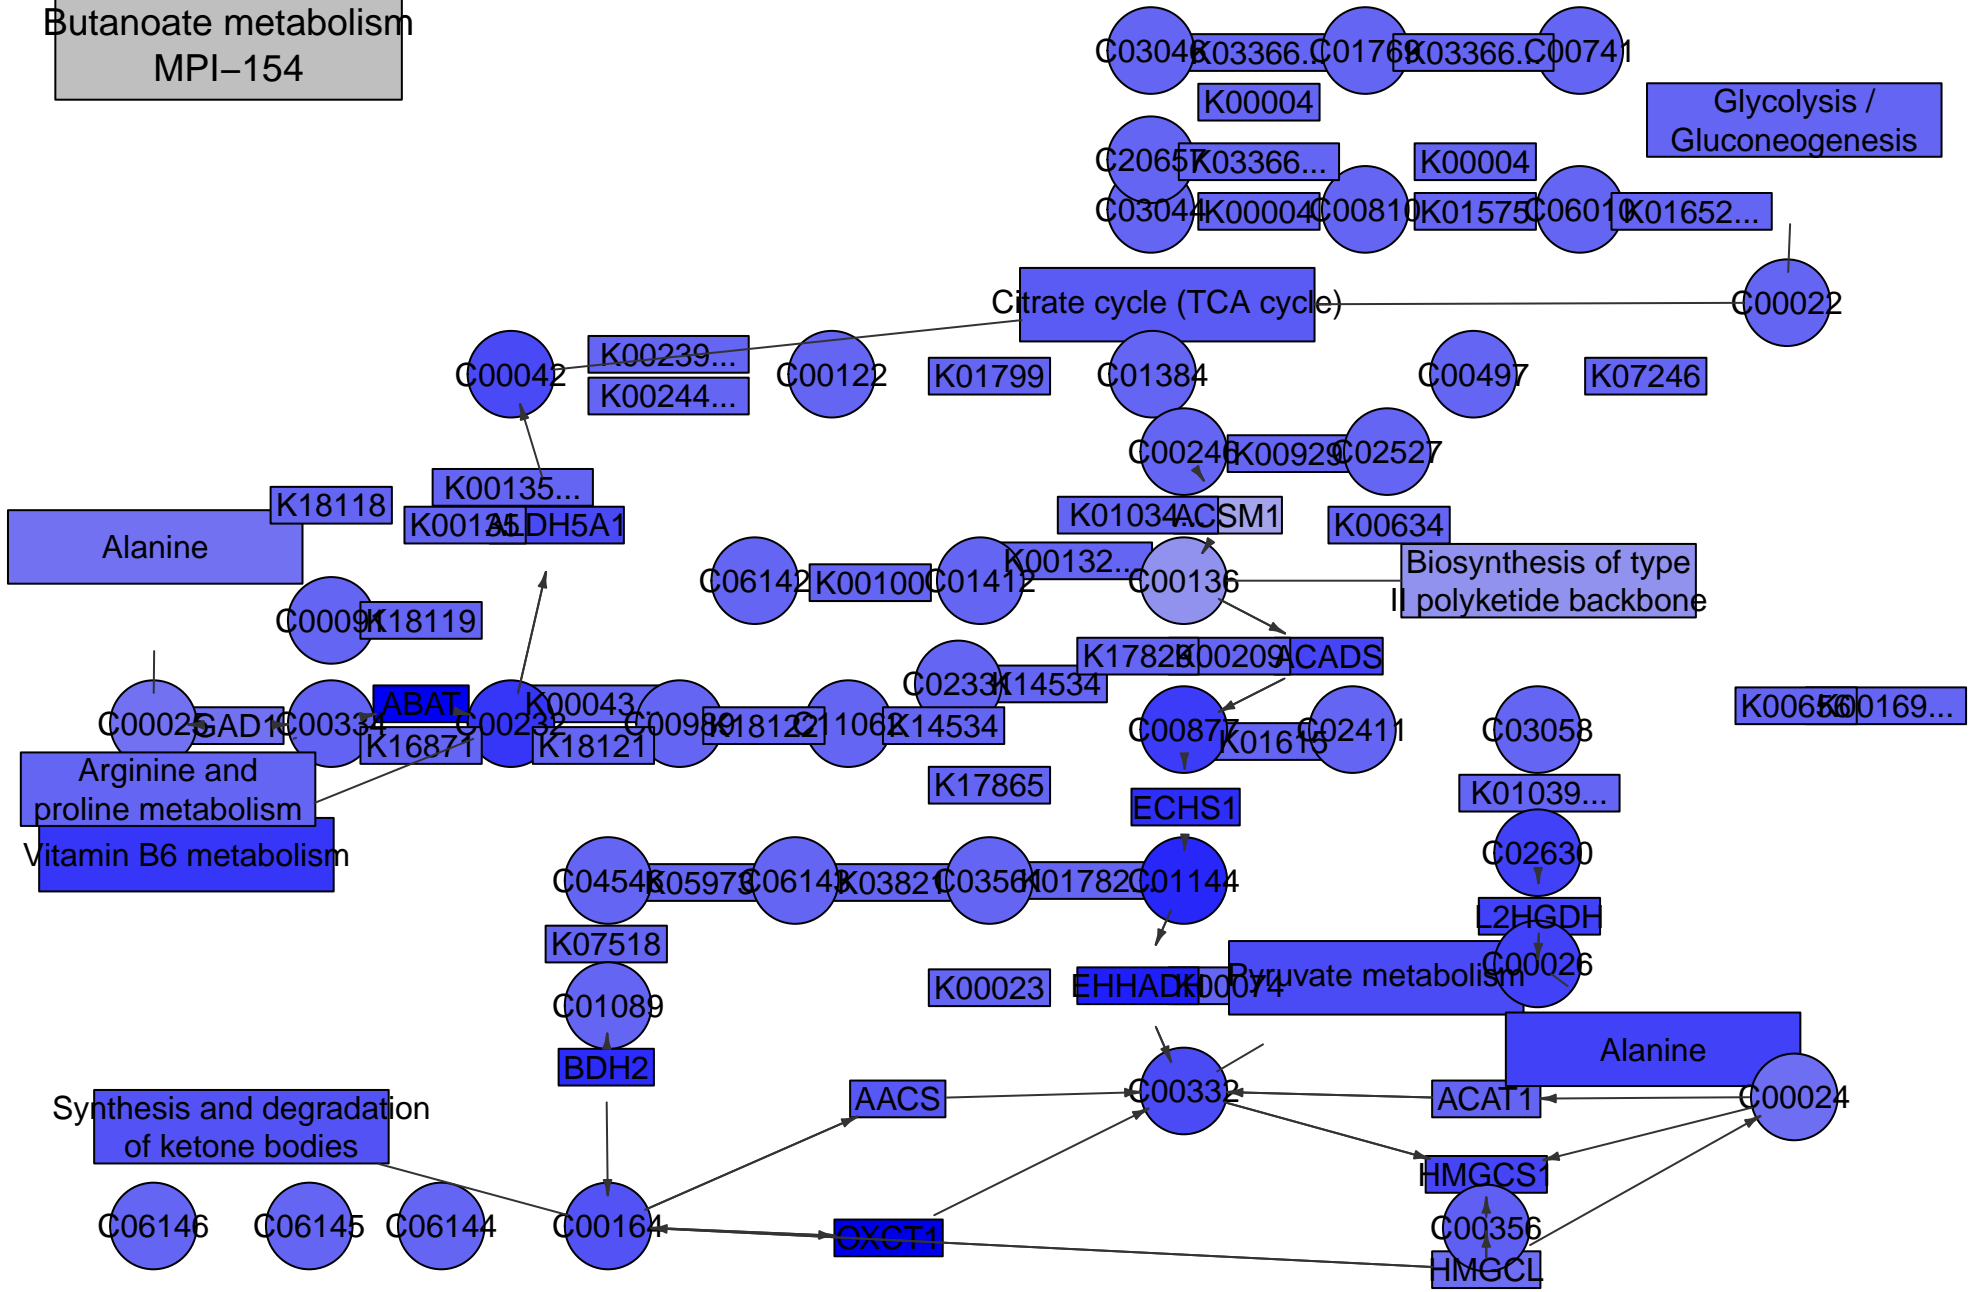 Butanoate metabolism
MPI−154
C03046
K03366...
C01769
K03366...
C00741
K00004
Glycolysis /
Gluconeogenesis
C20657
K03366...
K00004
C03044
K00004
C00810
K01575
C06010
K01652...
Citrate cycle (TCA cycle)
C00022
C00042
K00239...
K00244...
C00122
K01799
C01384
C00497
K07246
C00246
K00929
C02527
K18118
K00135...
K00135
ALDH5A1
K01034...
ACSM1
K00634
Alanine
C06142
K00100
C01412
K00132...
C00136
Biosynthesis of type
II polyketide backbone
C00091
K18119
K17829
K00209
ACADS
C02331
K14534
C00025
GAD1
C00334
ABAT
K16871
C00232
K00043...
K18121
C00989
K18122
C11062
K14534
C00877
K01615
C02411
C03058
K00656
K00169...
Arginine and
proline metabolism
K17865
ECHS1
K01039...
Vitamin B6 metabolism
C02630
C04546
K05973
C06143
K03821
C03561
K01782...
C01144
L2HGDH
K07518
C00026
Pyruvate metabolism
K00023
EHHADH
K00074
C01089
BDH2
Alanine
Synthesis and degradation
of ketone bodies
AACS
C00332
ACAT1
C00024
HMGCS1
C06146
C06145
C06144
C00164
OXCT1
C00356
HMGCL